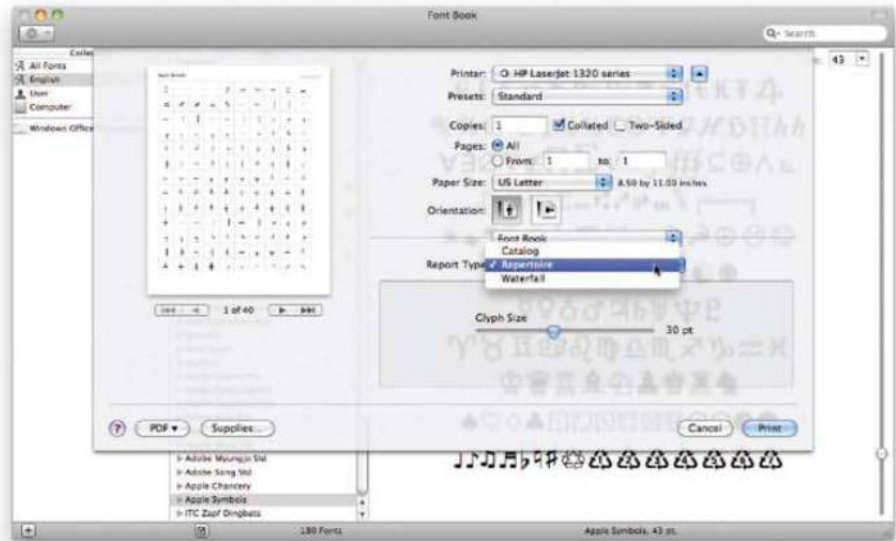 Font Book
Search
Collec
All Fonts
English
User
Computer
Windows Office
43
Printer: HP LaserJet 1320 series
Presets: Standard
Copies: 1 Collated Two-Sided
Pages: All
From: 1 to: 1
Paper Size: US Letter 8.50 by 11.00 inches
Orientation:
Font Book
Catalog
Report Type ✓ Repertoire
Waterfall
1 of 40
Glyph Size
30 pt
? PDF ▾ Supplies... Cancel Print
Adobe Myungjo Std
Adobe Song Std
Apple Chancery
Apple Symbols
ITC Zapf Dingbats
180 Fonts
Apple Symbols, 43 pt.